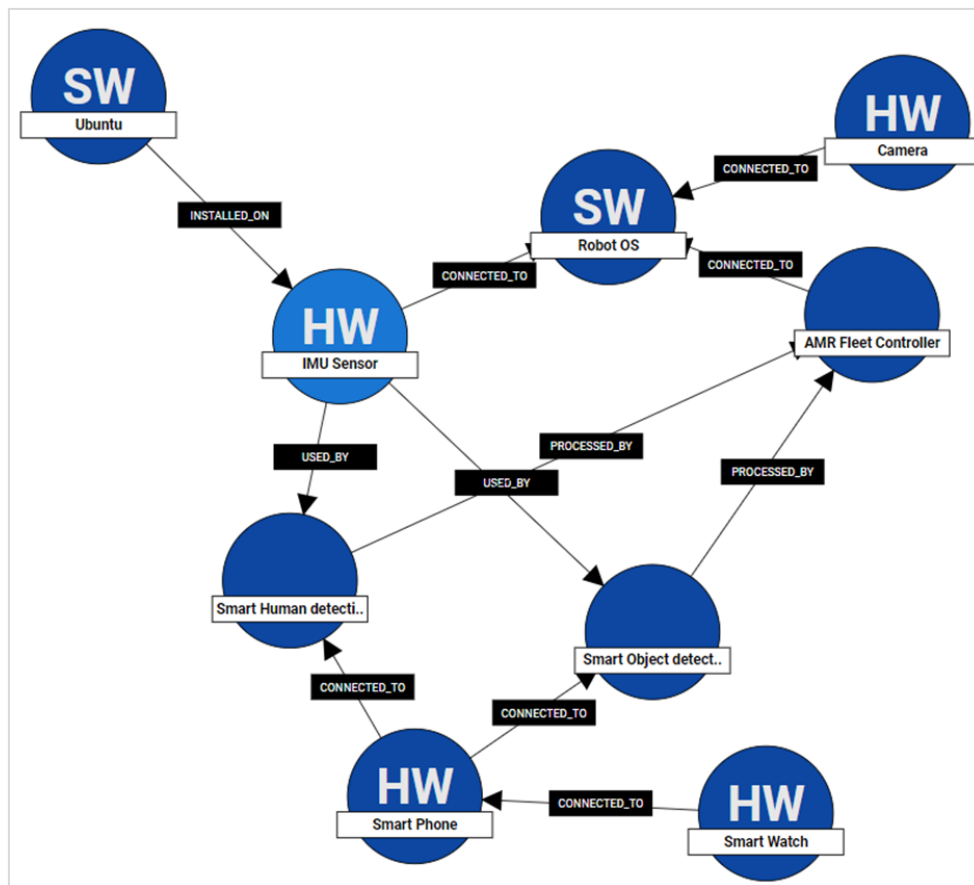 SW
Ubuntu
HW
Camera
CONNECTED_TO
SW
Robot OS
INSTALLED_ON
CONNECTED_TO
CONNECTED_TO
HW
IMU Sensor
AMR Fleet Controller
USED_BY
PROCESSED_BY
USED_BY
PROCESSED_BY
Smart Human detecti..
Smart Object detect..
CONNECTED_TO
CONNECTED_TO
HW
Smart Phone
CONNECTED_TO
HW
Smart Watch